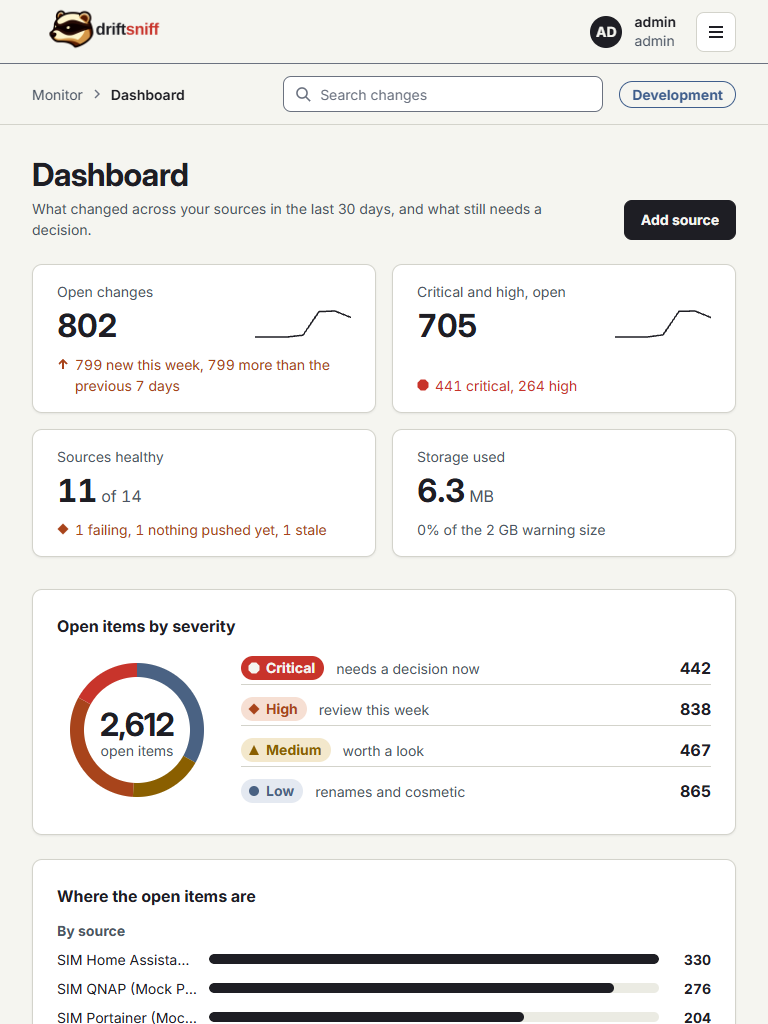 driftsniff
AD
admin
admin
Monitor
Dashboard
Search changes
Development
Dashboard
What changed across your sources in the last 30 days, and what still needs a
decision.
Add source
Open changes
802
799 new this week, 799 more than the
previous 7 days
Critical and high, open
705
441 critical, 264 high
Sources healthy
11 of 14
1 failing, 1 nothing pushed yet, 1 stale
Storage used
6.3 MB
0% of the 2 GB warning size
Open items by severity
2,612
open items
Critical needs a decision now 442
High review this week 838
Medium worth a look 467
Low renames and cosmetic 865
Where the open items are
By source
SIM Home Assista... 330
SIM QNAP (Mock P... 276
SIM Portainer (Moc... 204